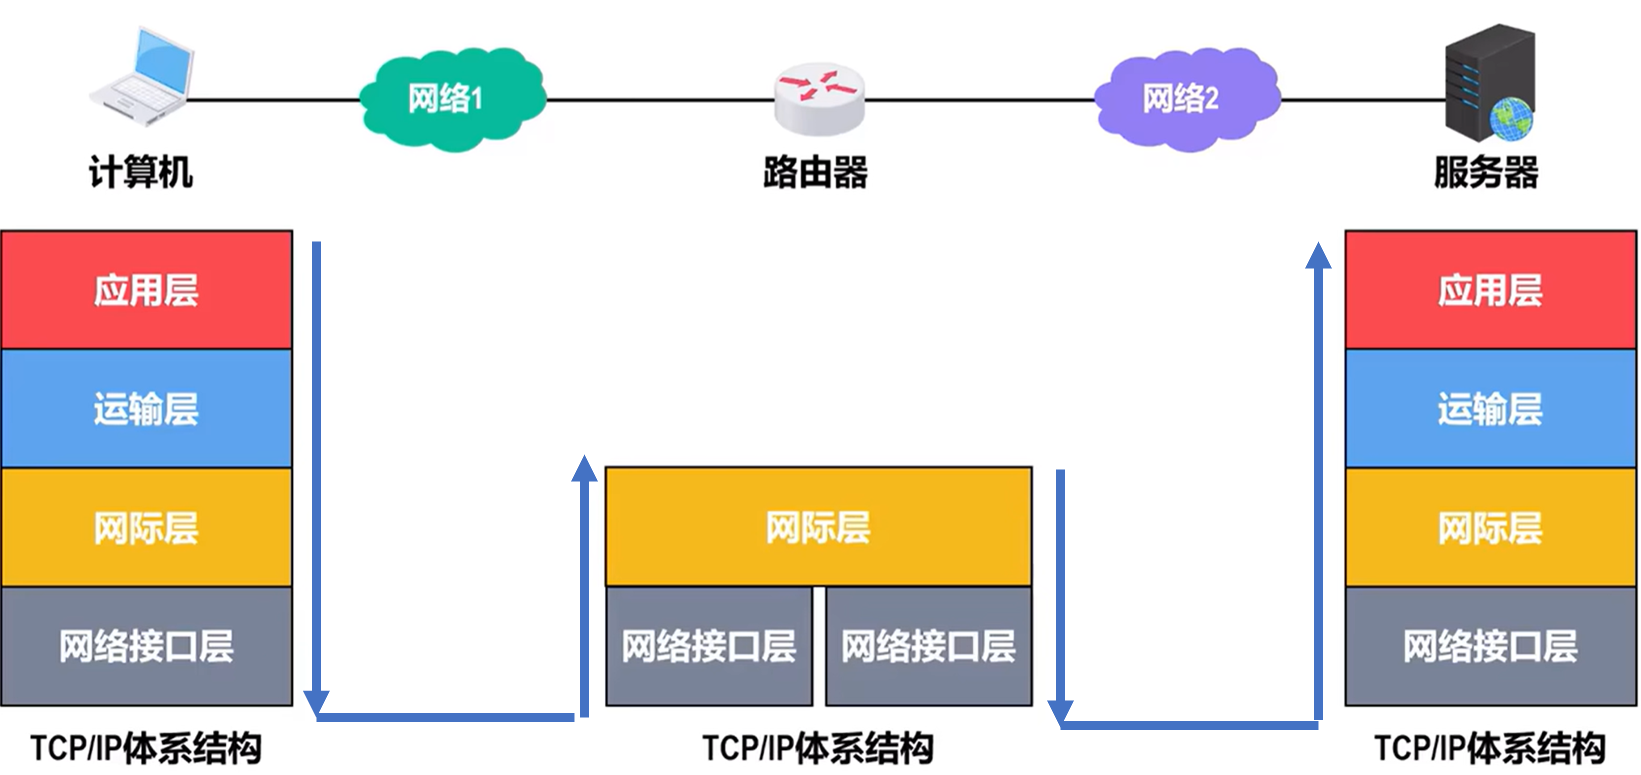 网络1
网络2
计算机
路由器
服务器
应用层
运输层
网际层
网络接口层
TCP/IP体系结构
网际层
网络接口层
网络接口层
TCP/IP体系结构
应用层
运输层
网际层
网络接口层
TCP/IP体系结构